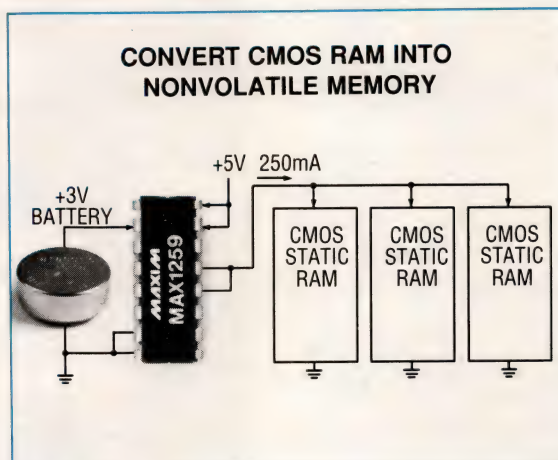 CONVERT CMOS RAM INTO
NONVOLATILE MEMORY
+5V 250mA
+3V
BATTERY
MAXIM
MAX1259
CMOS
STATIC
RAM
CMOS
STATIC
RAM
CMOS
STATIC
RAM